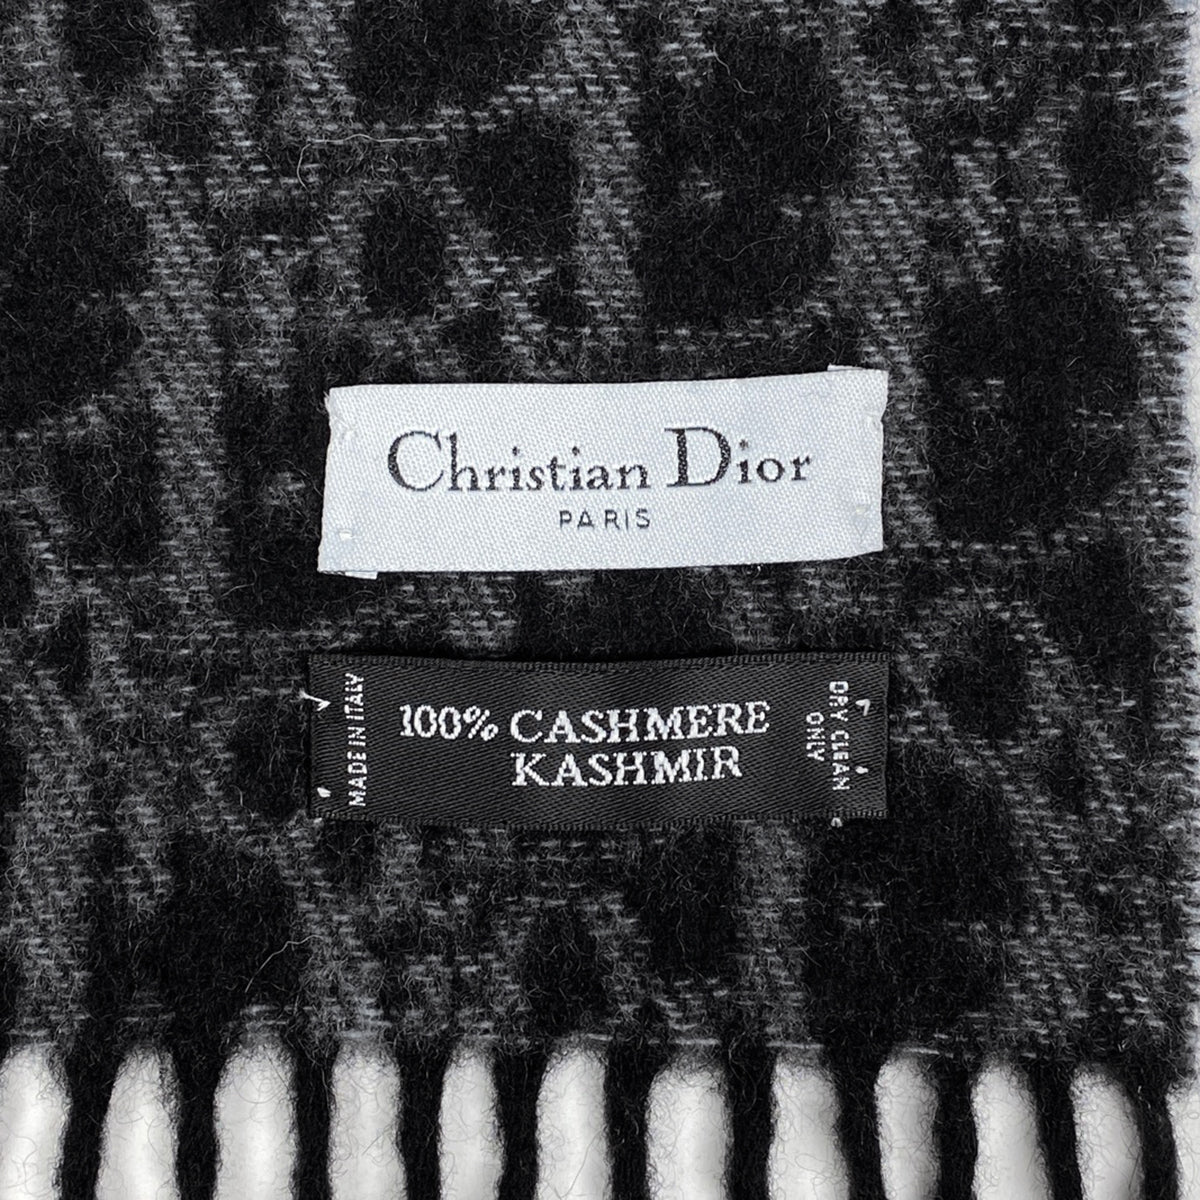 Christian Dior
PARIS
MADE IN ITALY
100% CASHMERE
KASHMIR
DRY CLEAN
ONLY